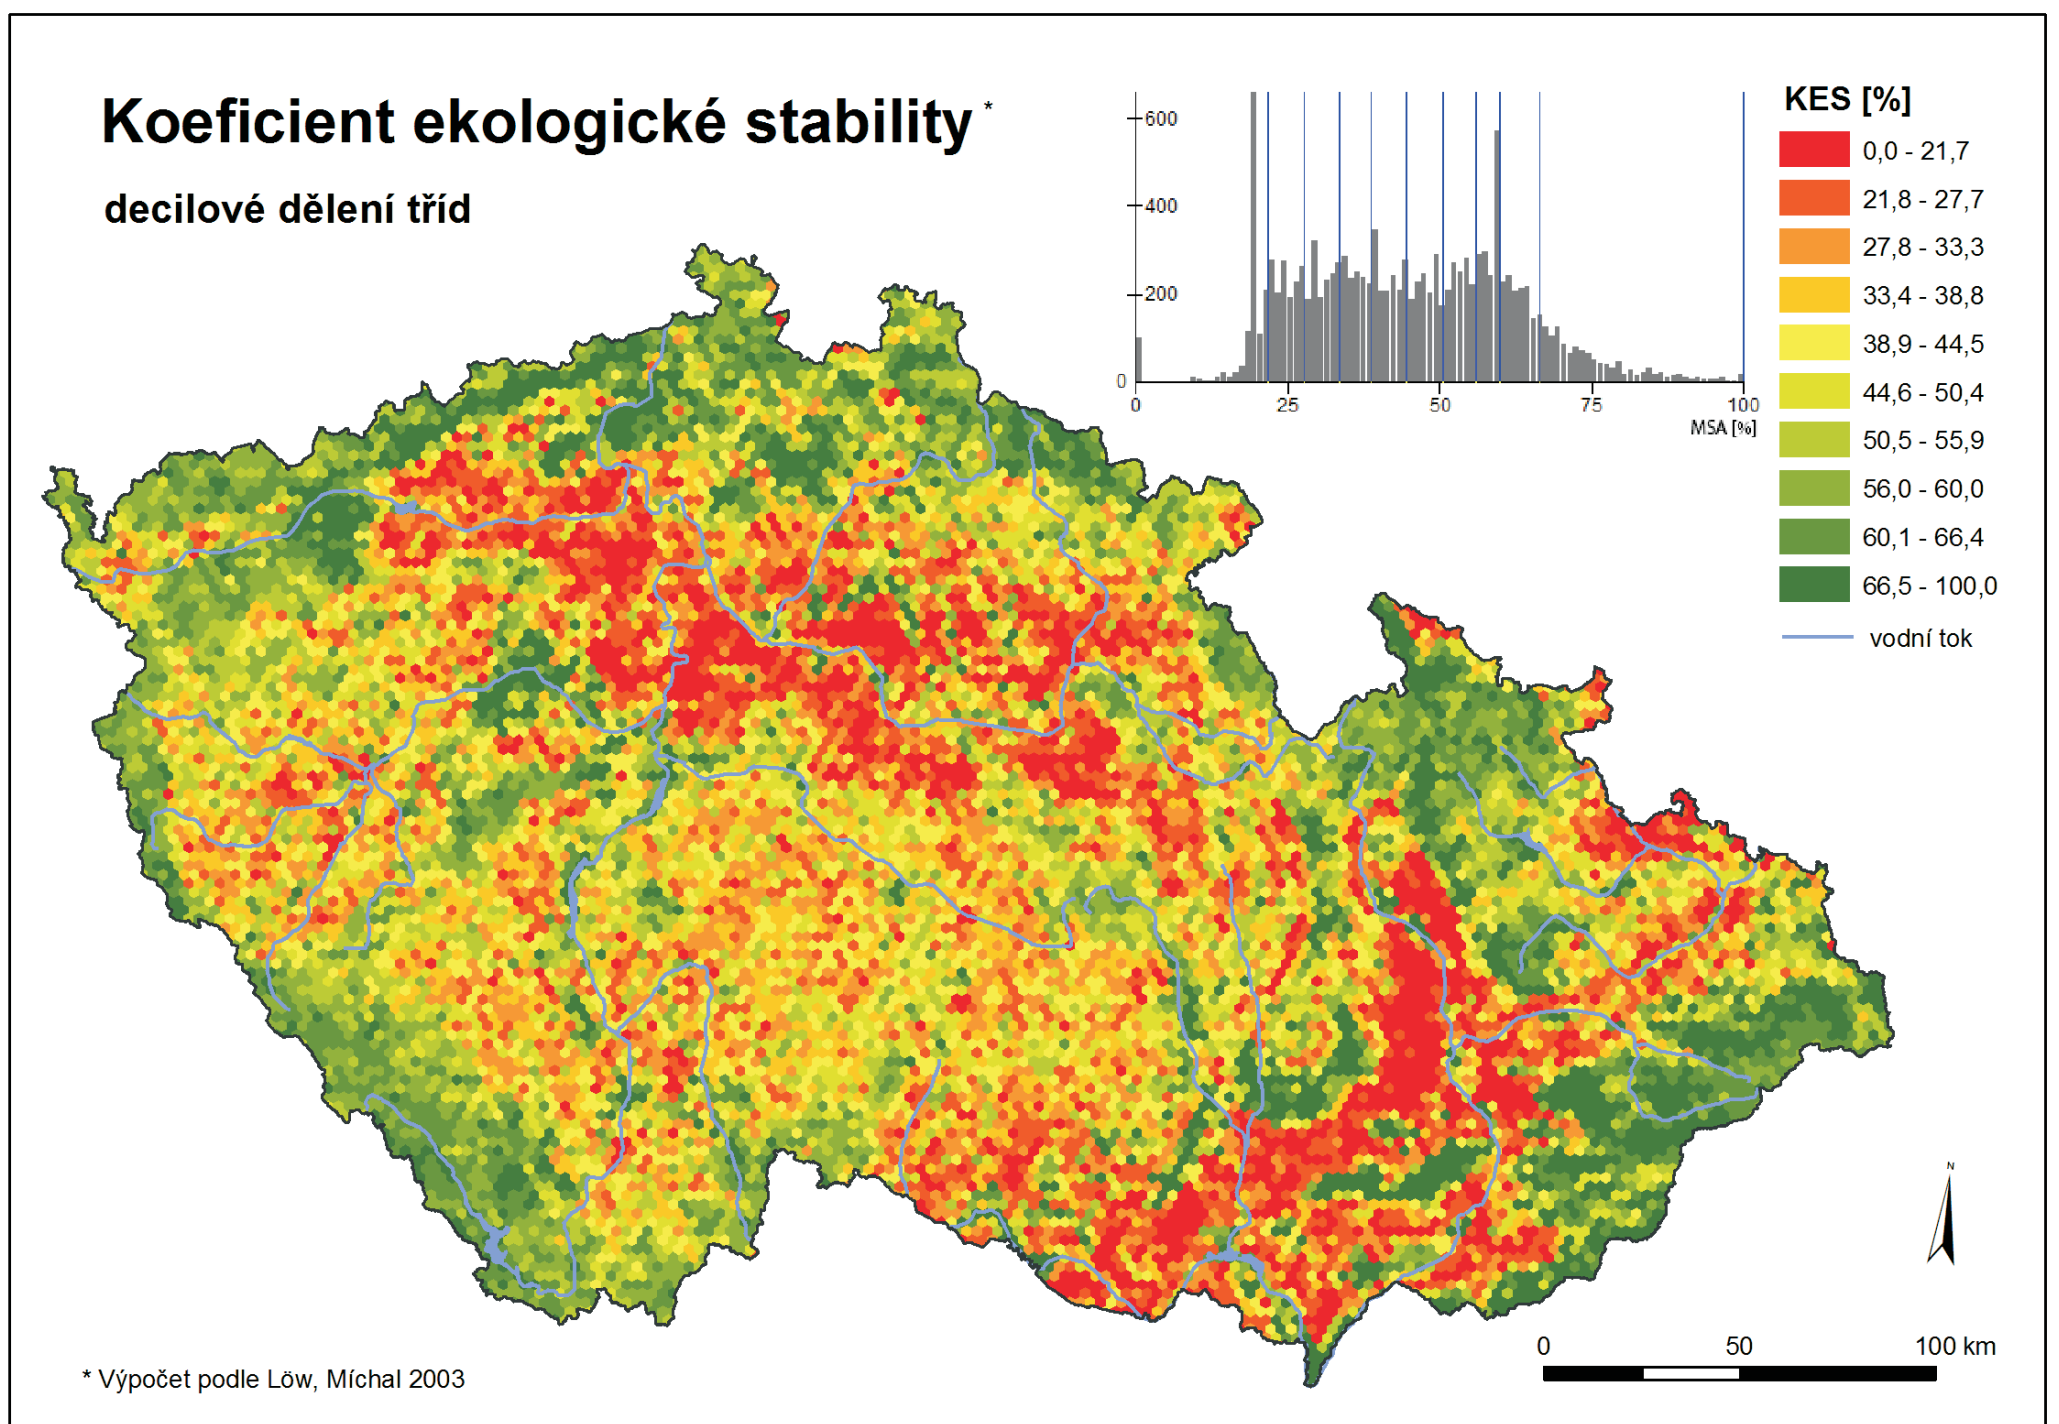 Koeficient ekologické stability *
decilové dělení tříd
600
400
200
0
0 25 50 75 100
MSA [%]
KES [%]
0,0 - 21,7
21,8 - 27,7
27,8 - 33,3
33,4 - 38,8
38,9 - 44,5
44,6 - 50,4
50,5 - 55,9
56,0 - 60,0
60,1 - 66,4
66,5 - 100,0
vodní tok
N
0 50 100 km
* Výpočet podle Löw, Míchal 2003